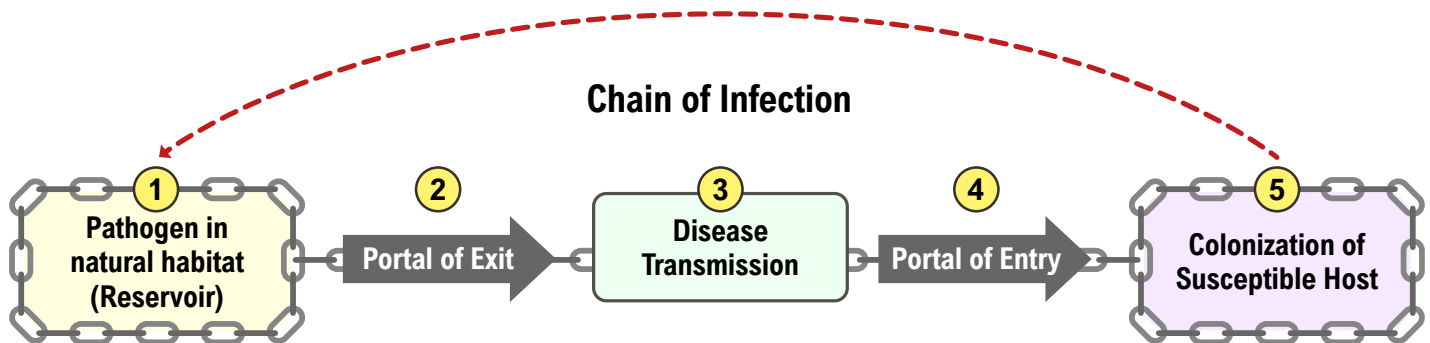 Chain of Infection
1
Pathogen in
natural habitat
(Reservoir)
2
Portal of Exit
3
Disease
Transmission
4
Portal of Entry
5
Colonization of
Susceptible Host